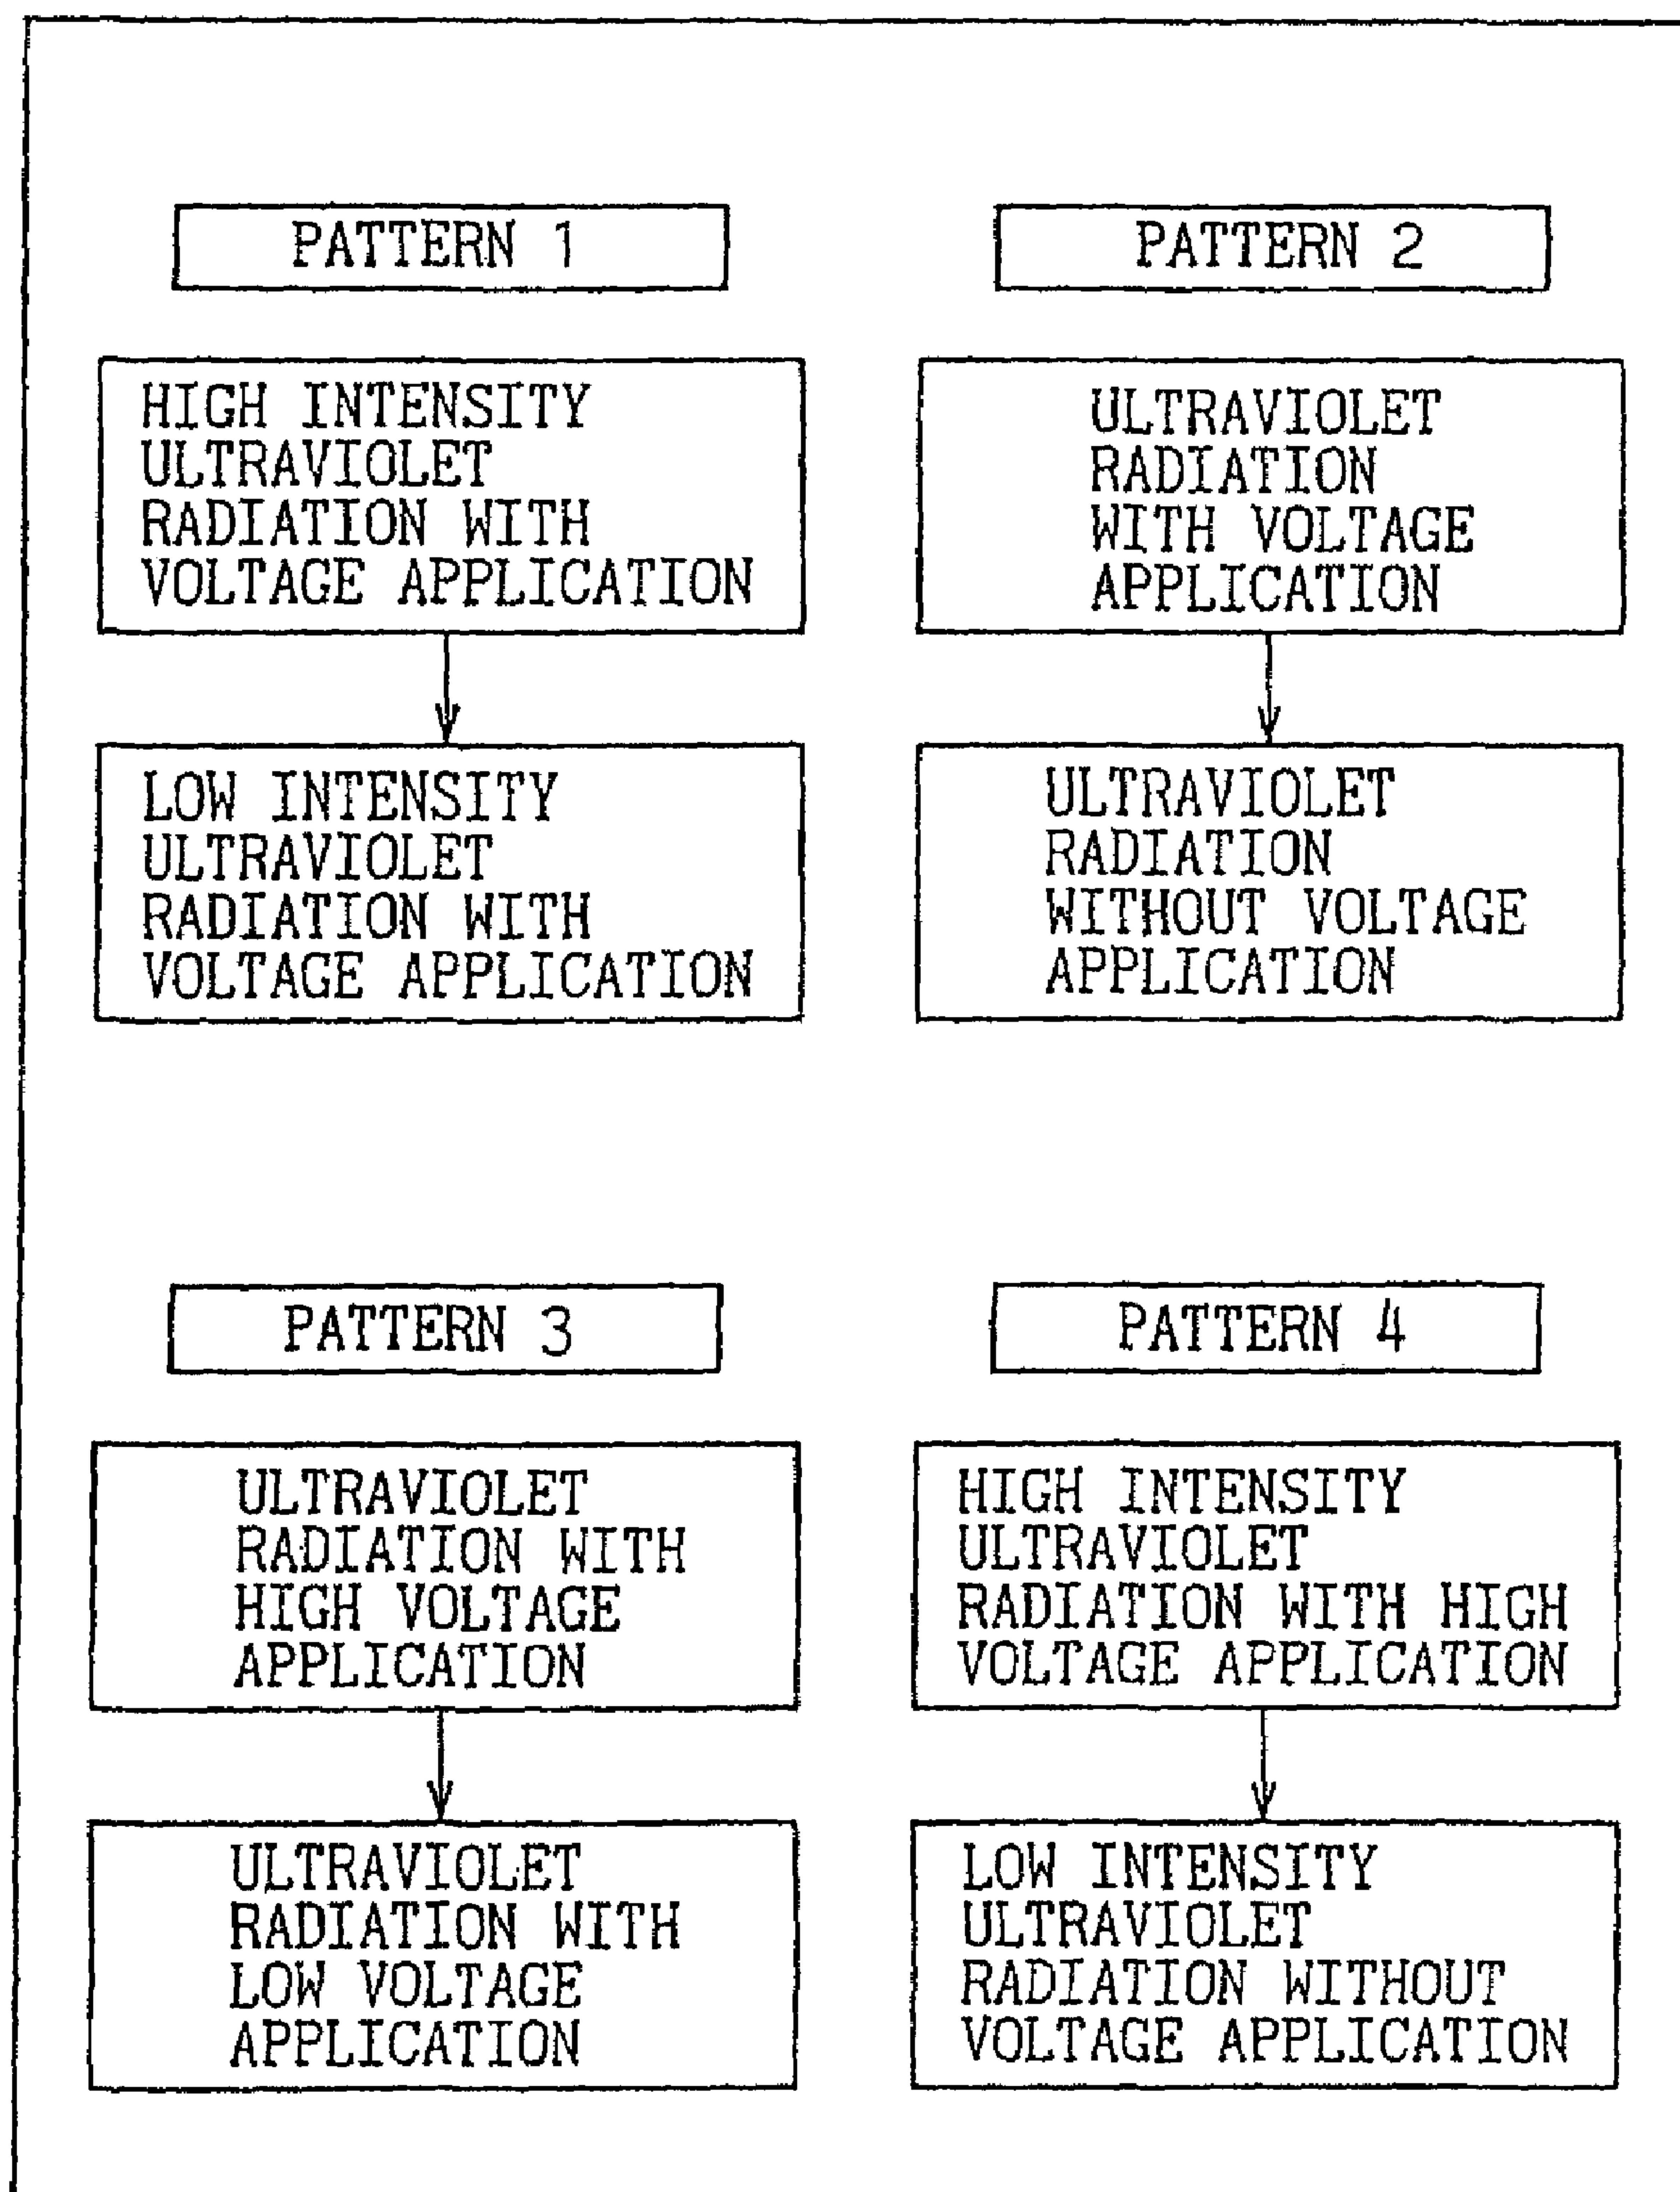 PATTERN 1
HIGH INTENSITY
ULTRAVIOLET
RADIATION WITH
VOLTAGE APPLICATION
LOW INTENSITY
ULTRAVIOLET
RADIATION WITH
VOLTAGE APPLICATION
PATTERN 2
ULTRAVIOLET
RADIATION
WITH VOLTAGE
APPLICATION
ULTRAVIOLET
RADIATION
WITHOUT VOLTAGE
APPLICATION
PATTERN 3
ULTRAVIOLET
RADIATION WITH
HIGH VOLTAGE
APPLICATION
ULTRAVIOLET
RADIATION WITH
LOW VOLTAGE
APPLICATION
PATTERN 4
HIGH INTENSITY
ULTRAVIOLET
RADIATION WITH HIGH
VOLTAGE APPLICATION
LOW INTENSITY
ULTRAVIOLET
RADIATION WITHOUT
VOLTAGE APPLICATION